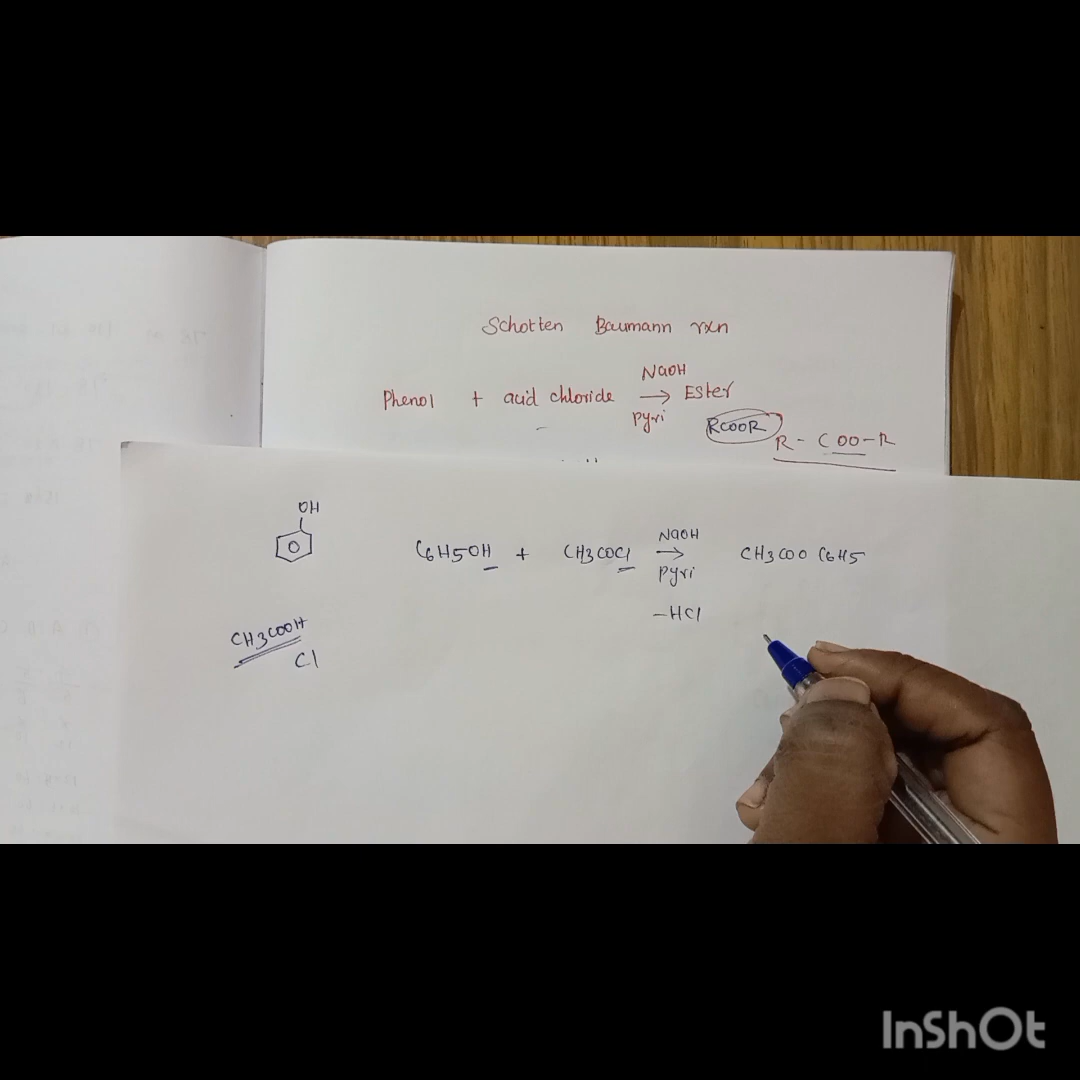 Schotten Baumann rxn
NaOH
Phenol + acid chloride → Ester
Pyri
RCOOR
R - COO-R
OH
C6H5OH + CH3COCl → CH3COO C6H5
NaOH
Pyri
-HCl
CH3COOH
Cl
InShOt